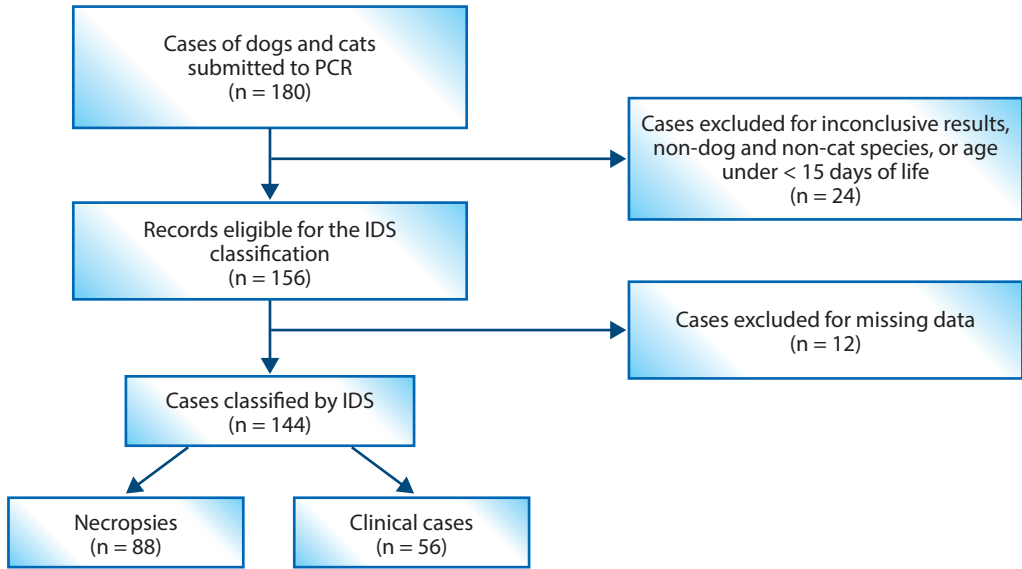 Cases of dogs and cats
submitted to PCR
(n = 180)
Cases excluded for inconclusive results,
non-dog and non-cat species, or age
under < 15 days of life
(n = 24)
Records eligible for the IDS
classification
(n = 156)
Cases excluded for missing data
(n = 12)
Cases classified by IDS
(n = 144)
Necropsies
(n = 88)
Clinical cases
(n = 56)